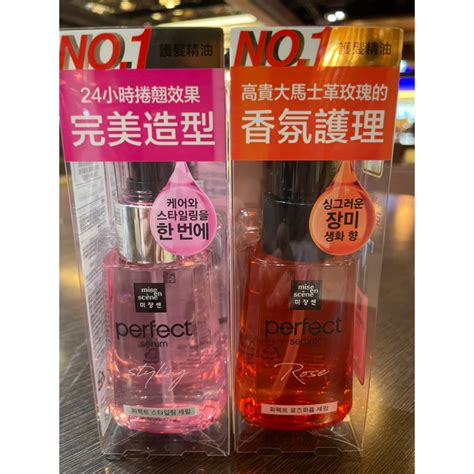 NO.1 護髮精油
24小時捲翹效果
完美造型
케어와
스타일링을
한 번에
mise
en
scène
미쟝센
perfect
serum
styling
퍼펙트 스타일링 세럼
NO.1 護髮精油
高貴大馬士革玫瑰的
香氛護理
싱그러운
장미
생화 향
mise
en
scène
미쟝센
perfect
serum
Rose
퍼펙트 로즈퍼퓸 세럼